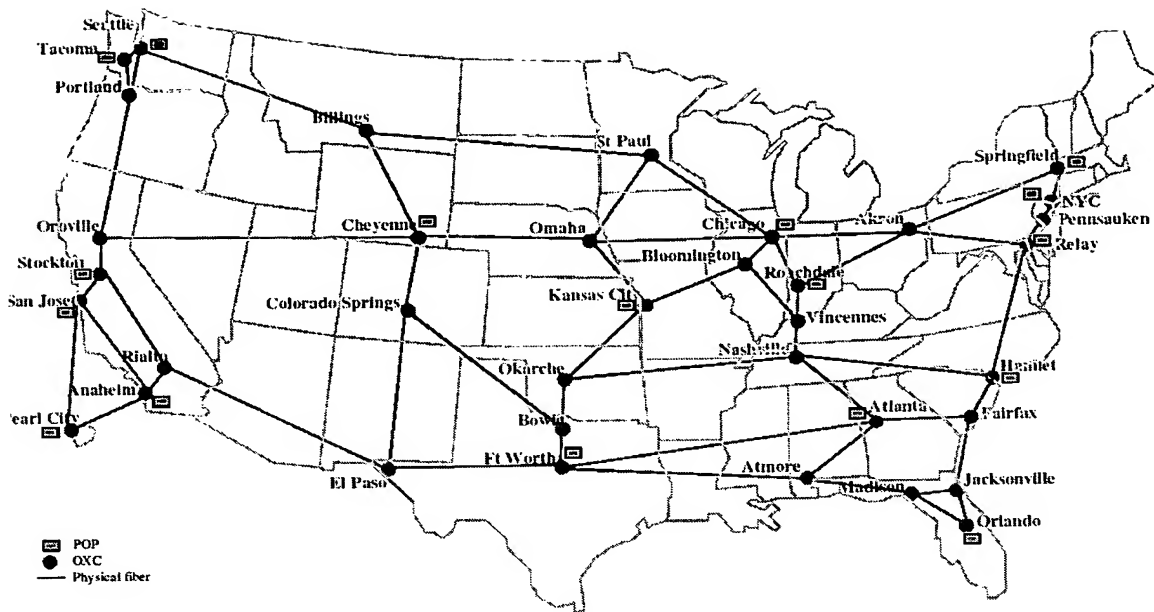 Seattle
Tacoma
Portland
Billings
St Paul
Springfield
NYC
Pennsauken
Relay
Akron
Chicago
Omaha
Cheyenne
Oroville
Stockton
Bloomington
Roachdale
San Jose
Colorado Springs
Kansas City
Vincennes
Nashville
Rialto
Anaheim
Okarche
Hamlet
Pearl City
Bowie
Atlanta
Fairfax
Ft Worth
El Paso
Atmore
Madison
Jacksonville
Orlando
POP
OXC
Physical fiber